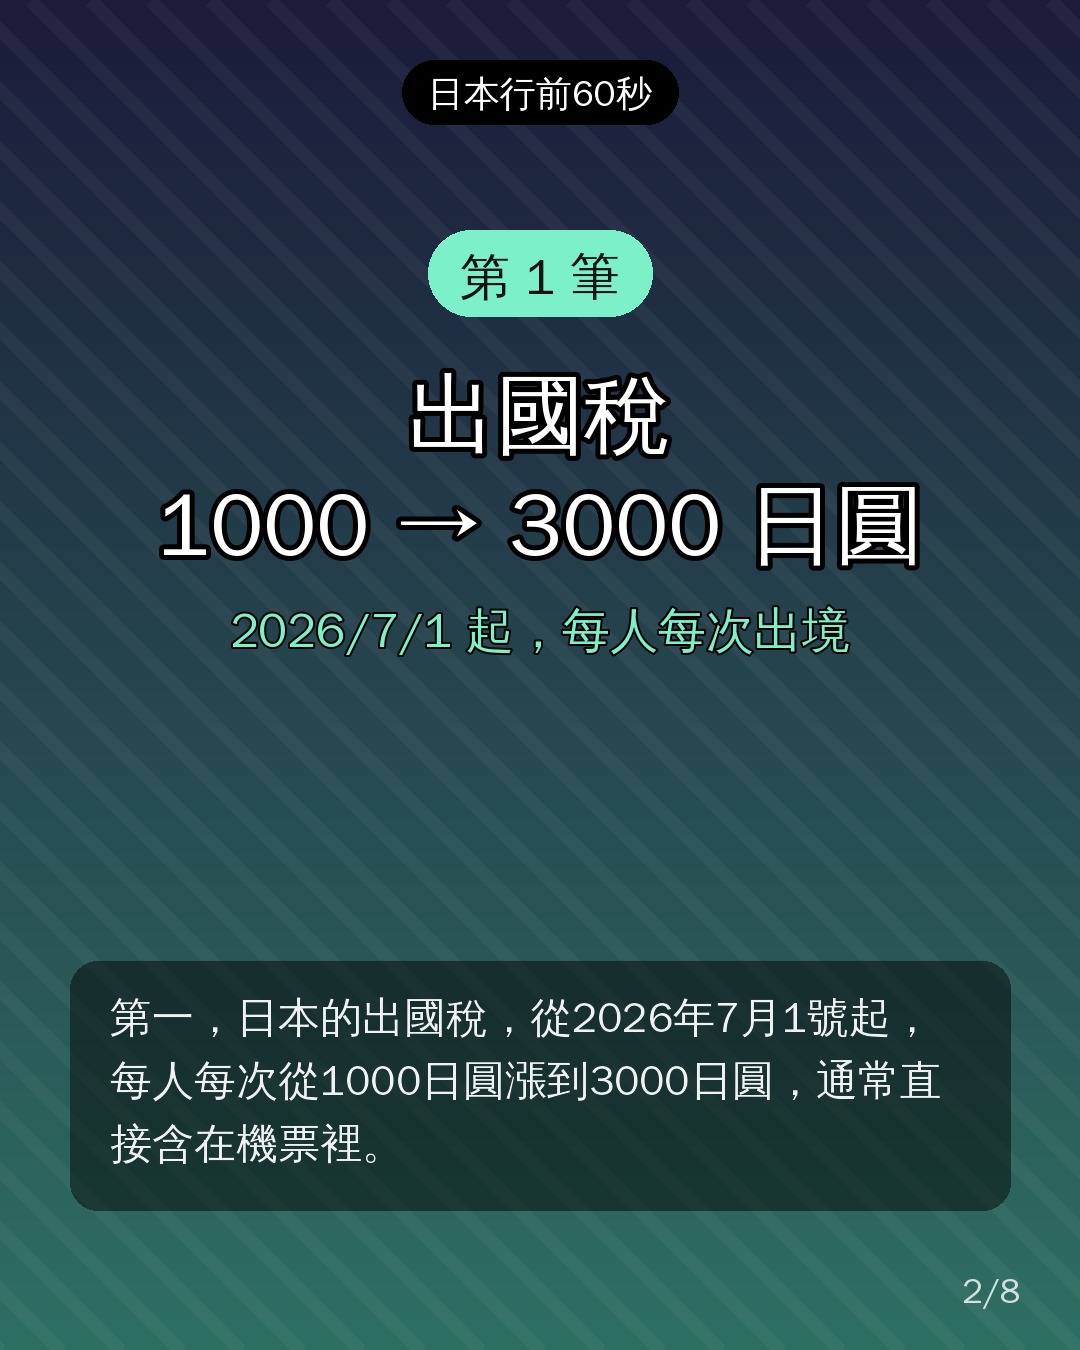 日本行前60秒
第 1 筆
出國稅
1000 → 3000 日圓
2026/7/1 起，每人每次出境
第一，日本的出國稅，從2026年7月1號起，
每人每次從1000日圓漲到3000日圓，通常直
接含在機票裡。
2/8